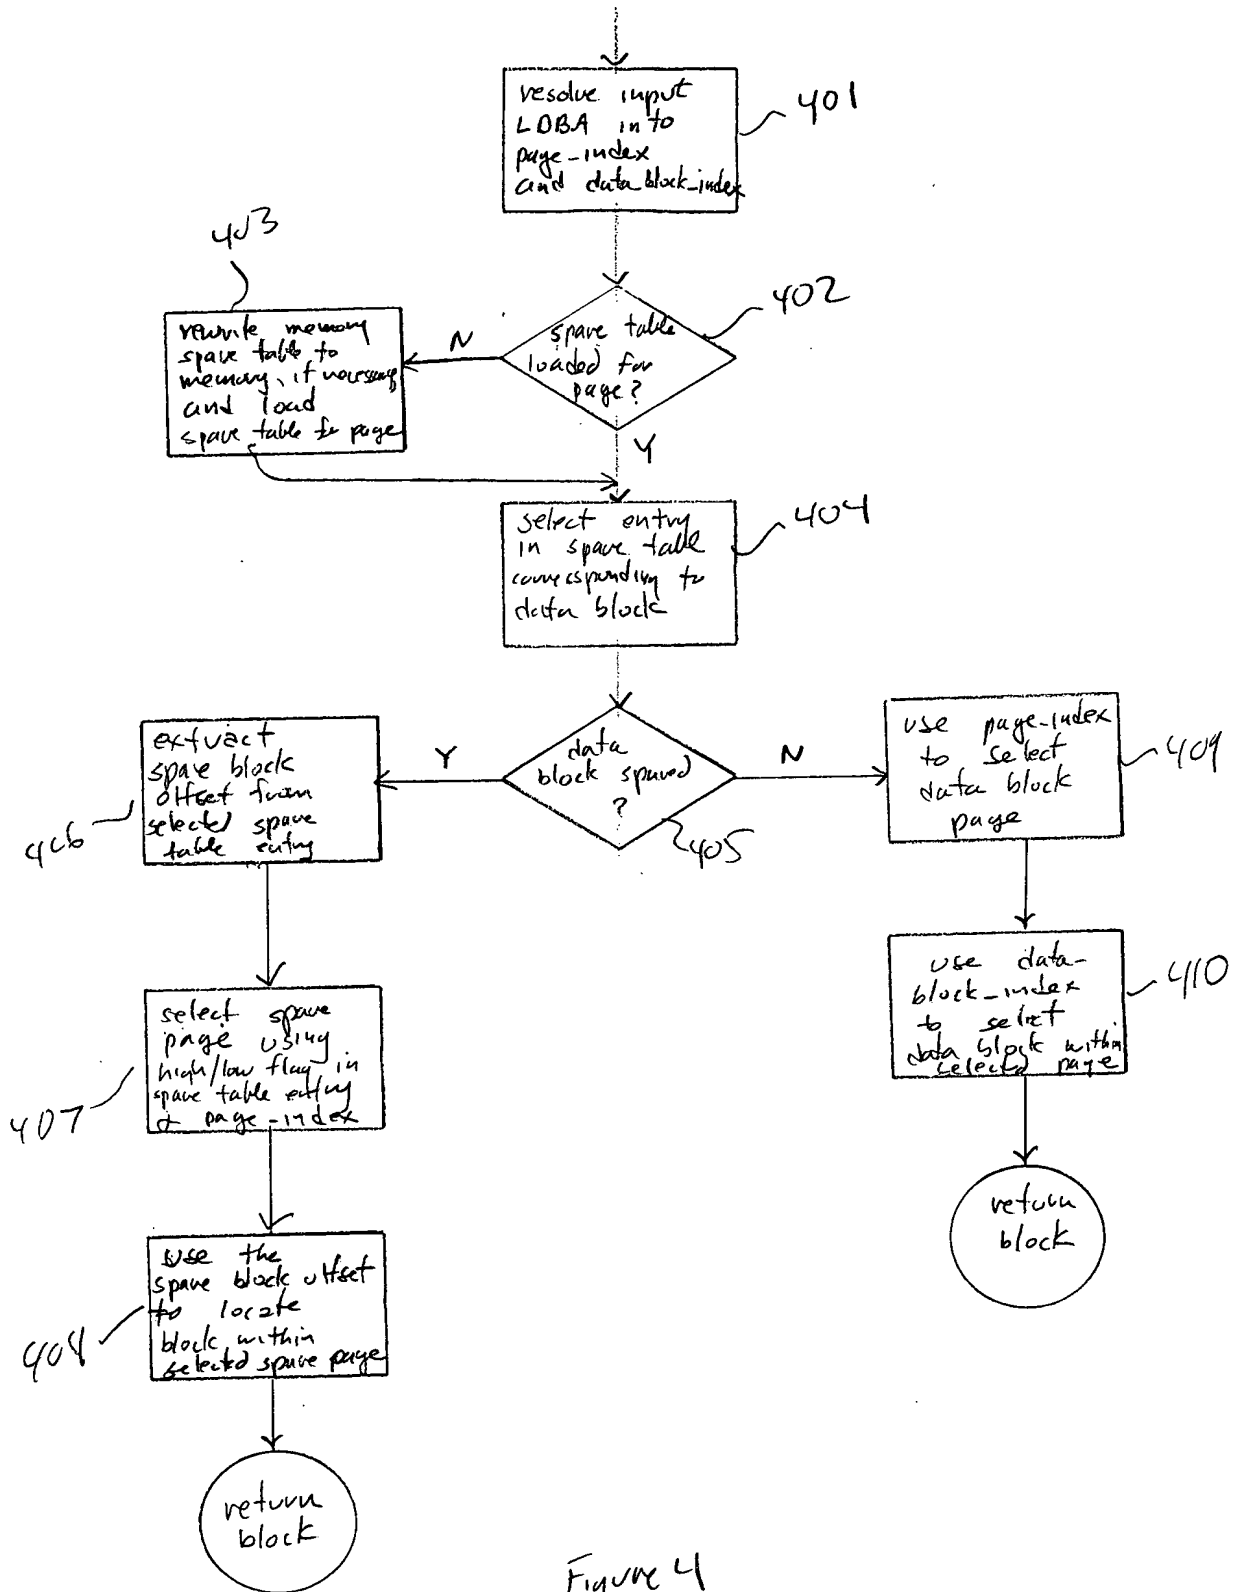 resolve input
LDBA into
page_index
and data_block_index
401
403
402
spare table
loaded for
page?
N
Y
rewrite memory
spare table to
memory, if necessary
and load
spare table for page
select entry
in spare table
corresponding to
data block
404
data
block spared
?
405
Y
N
extract
spare block
offset from
selected spare
table entry
406
use page_index
to select
data block
page
409
use data-
block_index
to select
data block within
selected page
410
select spare
page using
high/low flag in
spare table entry
& page_index
407
return
block
use the
spare block offset
to locate
block within
selected spare page
408
return
block
Figure 4